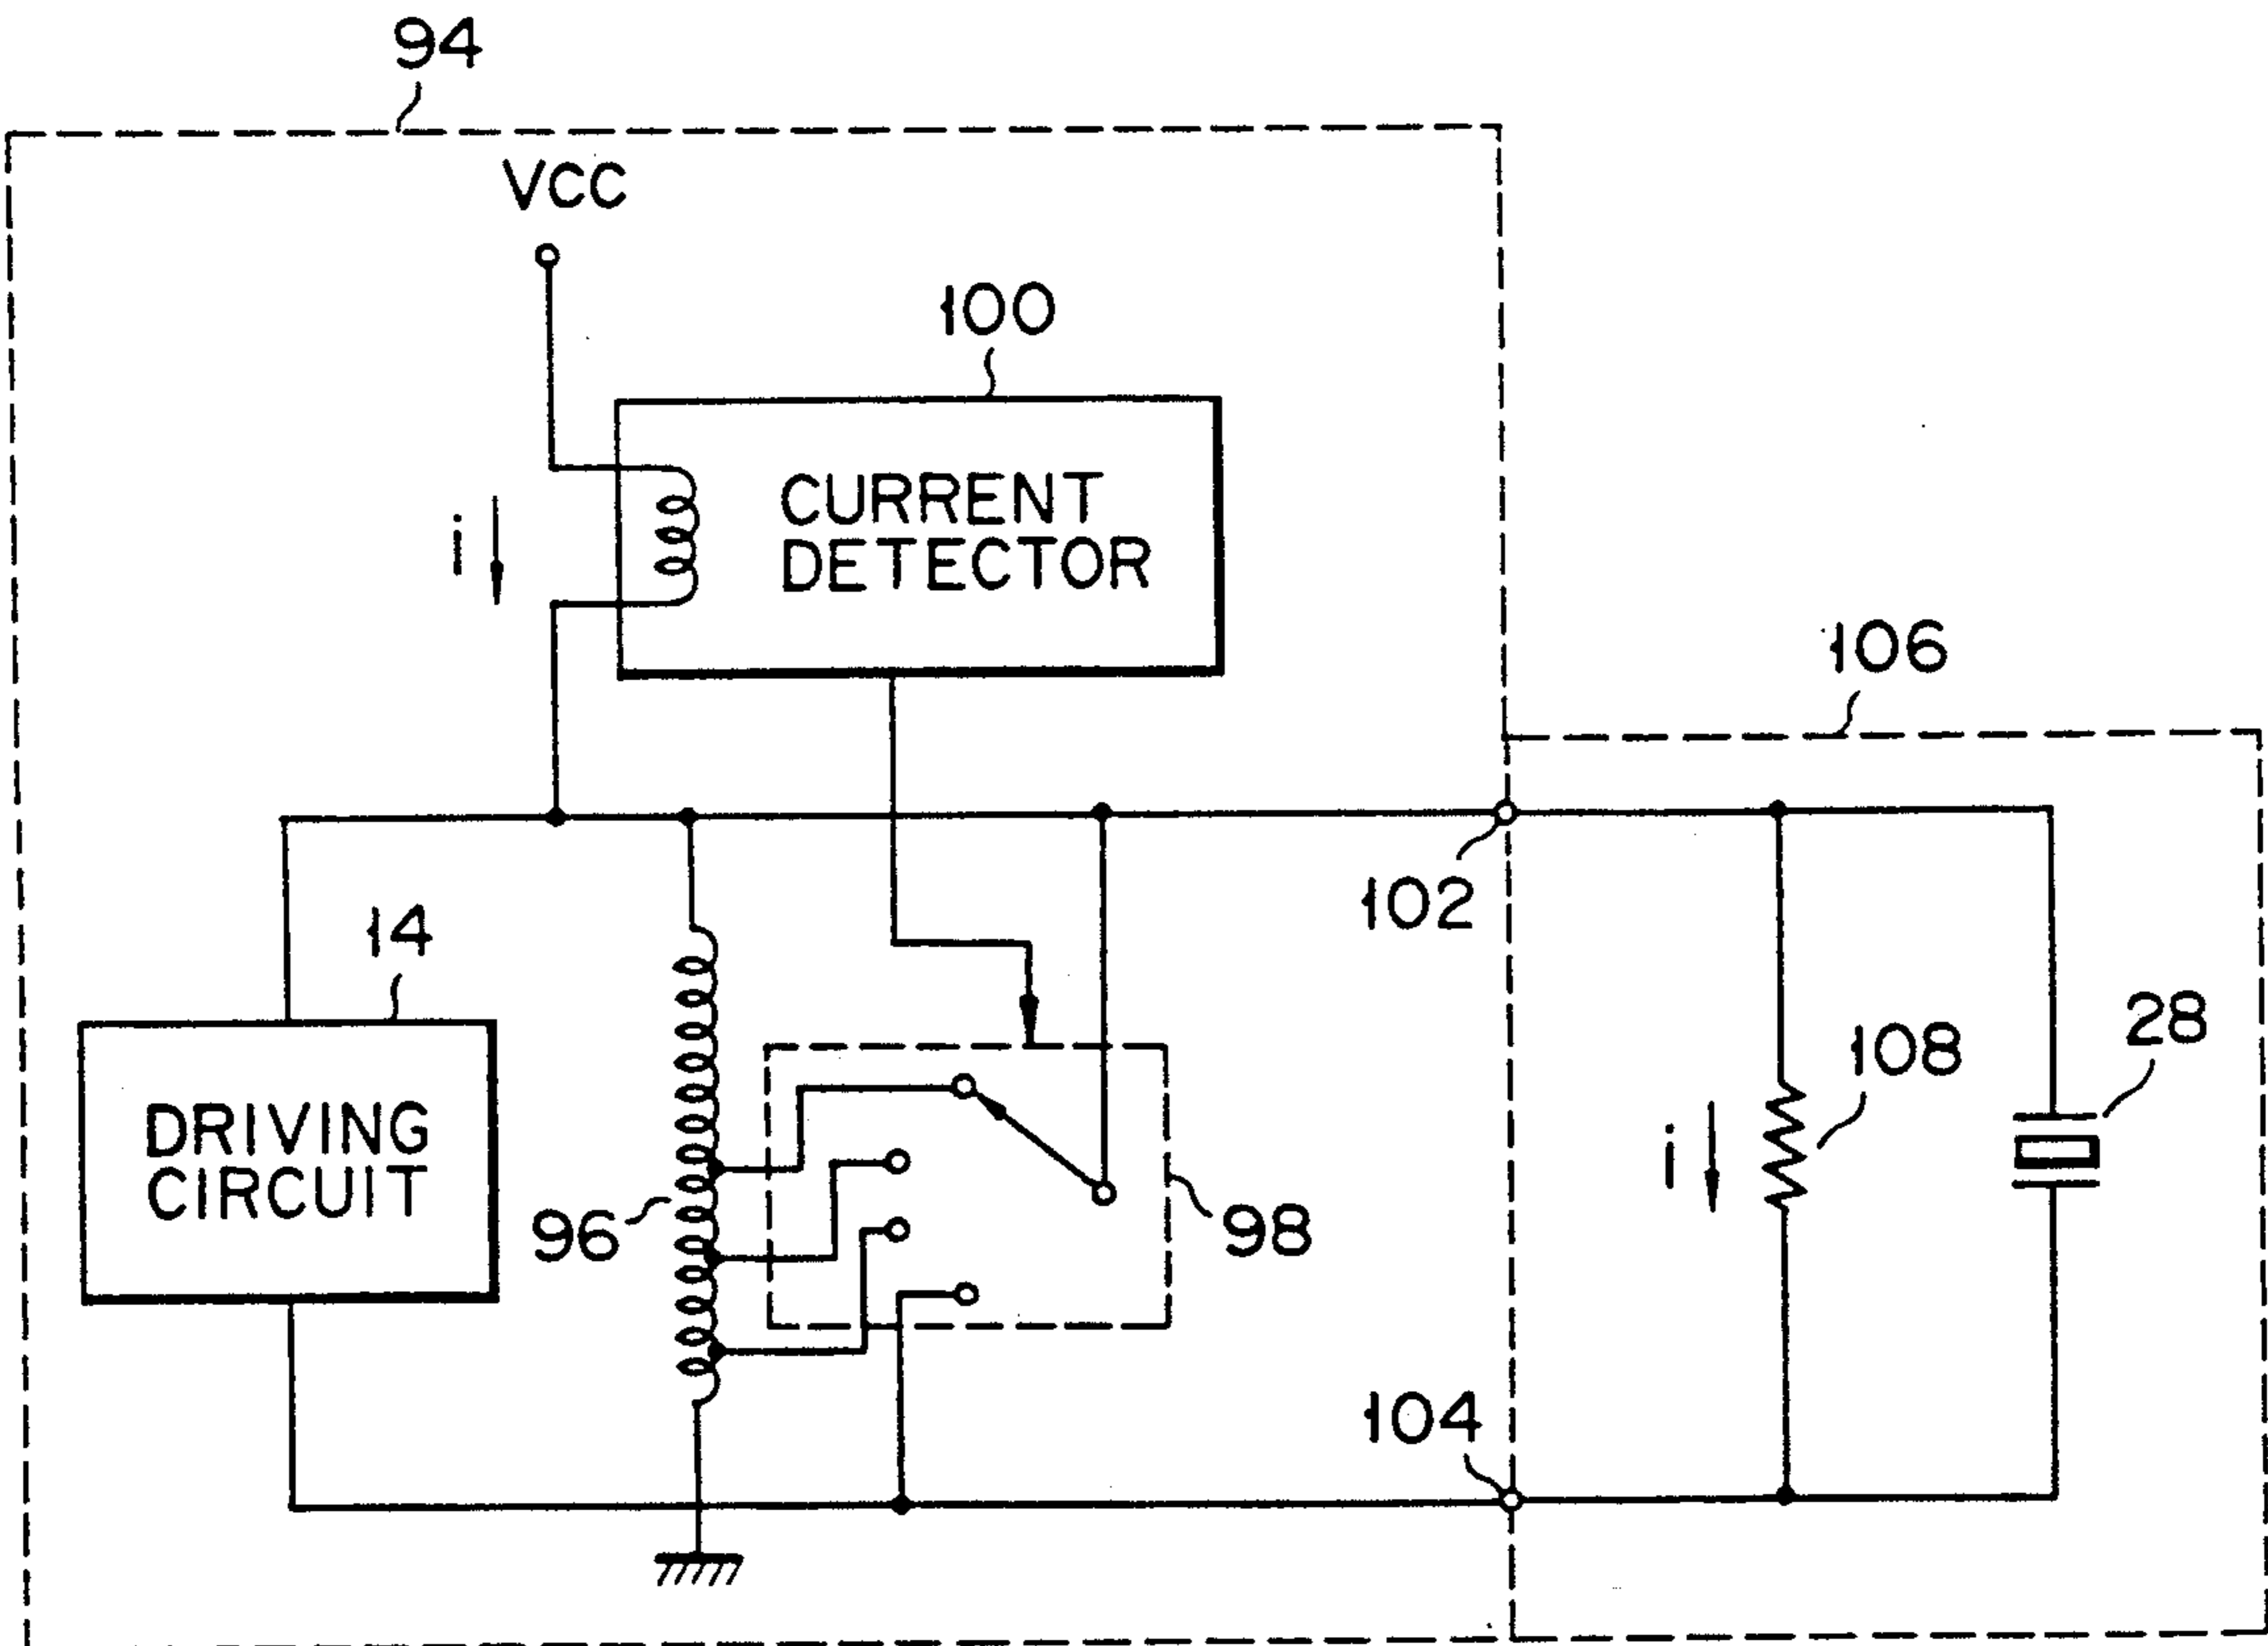 94
VCC
100
CURRENT
DETECTOR
i
106
102
14
28
108
DRIVING
CIRCUIT
i
96
98
104